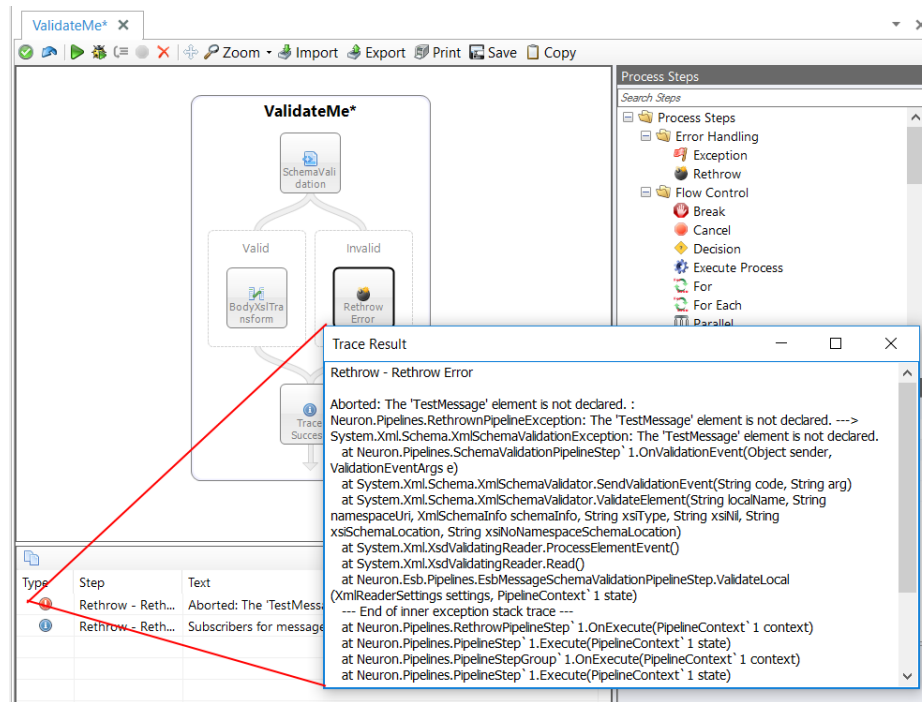 ValidateMe*
Zoom Import Export Print Save Copy
Process Steps
Search Steps
Process Steps
Error Handling
Exception
Rethrow
Flow Control
Break
Cancel
Decision
Execute Process
For
For Each
Parallel
ValidateMe*
SchemaVali
dation
Valid
Invalid
BodyXslTra
nsform
Rethrow
Error
Trace
Succes
Type Step Text
Rethrow - Reth... Aborted: The 'TestMess
Rethrow - Reth... Subscribers for message
Trace Result
Rethrow - Rethrow Error
Aborted: The 'TestMessage' element is not declared. :
Neuron.Pipelines.RethrownPipelineException: The 'TestMessage' element is not declared. --->
System.Xml.Schema.XmlSchemaValidationException: The 'TestMessage' element is not declared.
at Neuron.Pipelines.SchemaValidationPipelineStep`1.OnValidationEvent(Object sender,
ValidationEventArgs e)
at System.Xml.Schema.XmlSchemaValidator.SendValidationEvent(String code, String arg)
at System.Xml.Schema.XmlSchemaValidator.ValidateElement(String localName, String
namespaceUri, XmlSchemaInfo schemaInfo, String xsiType, String xsiNil, String
xsiSchemaLocation, String xsiNoNamespaceSchemaLocation)
at System.Xml.XsdValidatingReader.ProcessElementEvent()
at System.Xml.XsdValidatingReader.Read()
at Neuron.Esb.Pipelines.EsbMessageSchemaValidationPipelineStep.ValidateLocal
(XmlReaderSettings settings, PipelineContext`1 state)
--- End of inner exception stack trace ---
at Neuron.Pipelines.RethrowPipelineStep`1.OnExecute(PipelineContext`1 context)
at Neuron.Pipelines.PipelineStep`1.Execute(PipelineContext`1 state)
at Neuron.Pipelines.PipelineStepGroup`1.OnExecute(PipelineContext`1 context)
at Neuron.Pipelines.PipelineStep`1.Execute(PipelineContext`1 state)